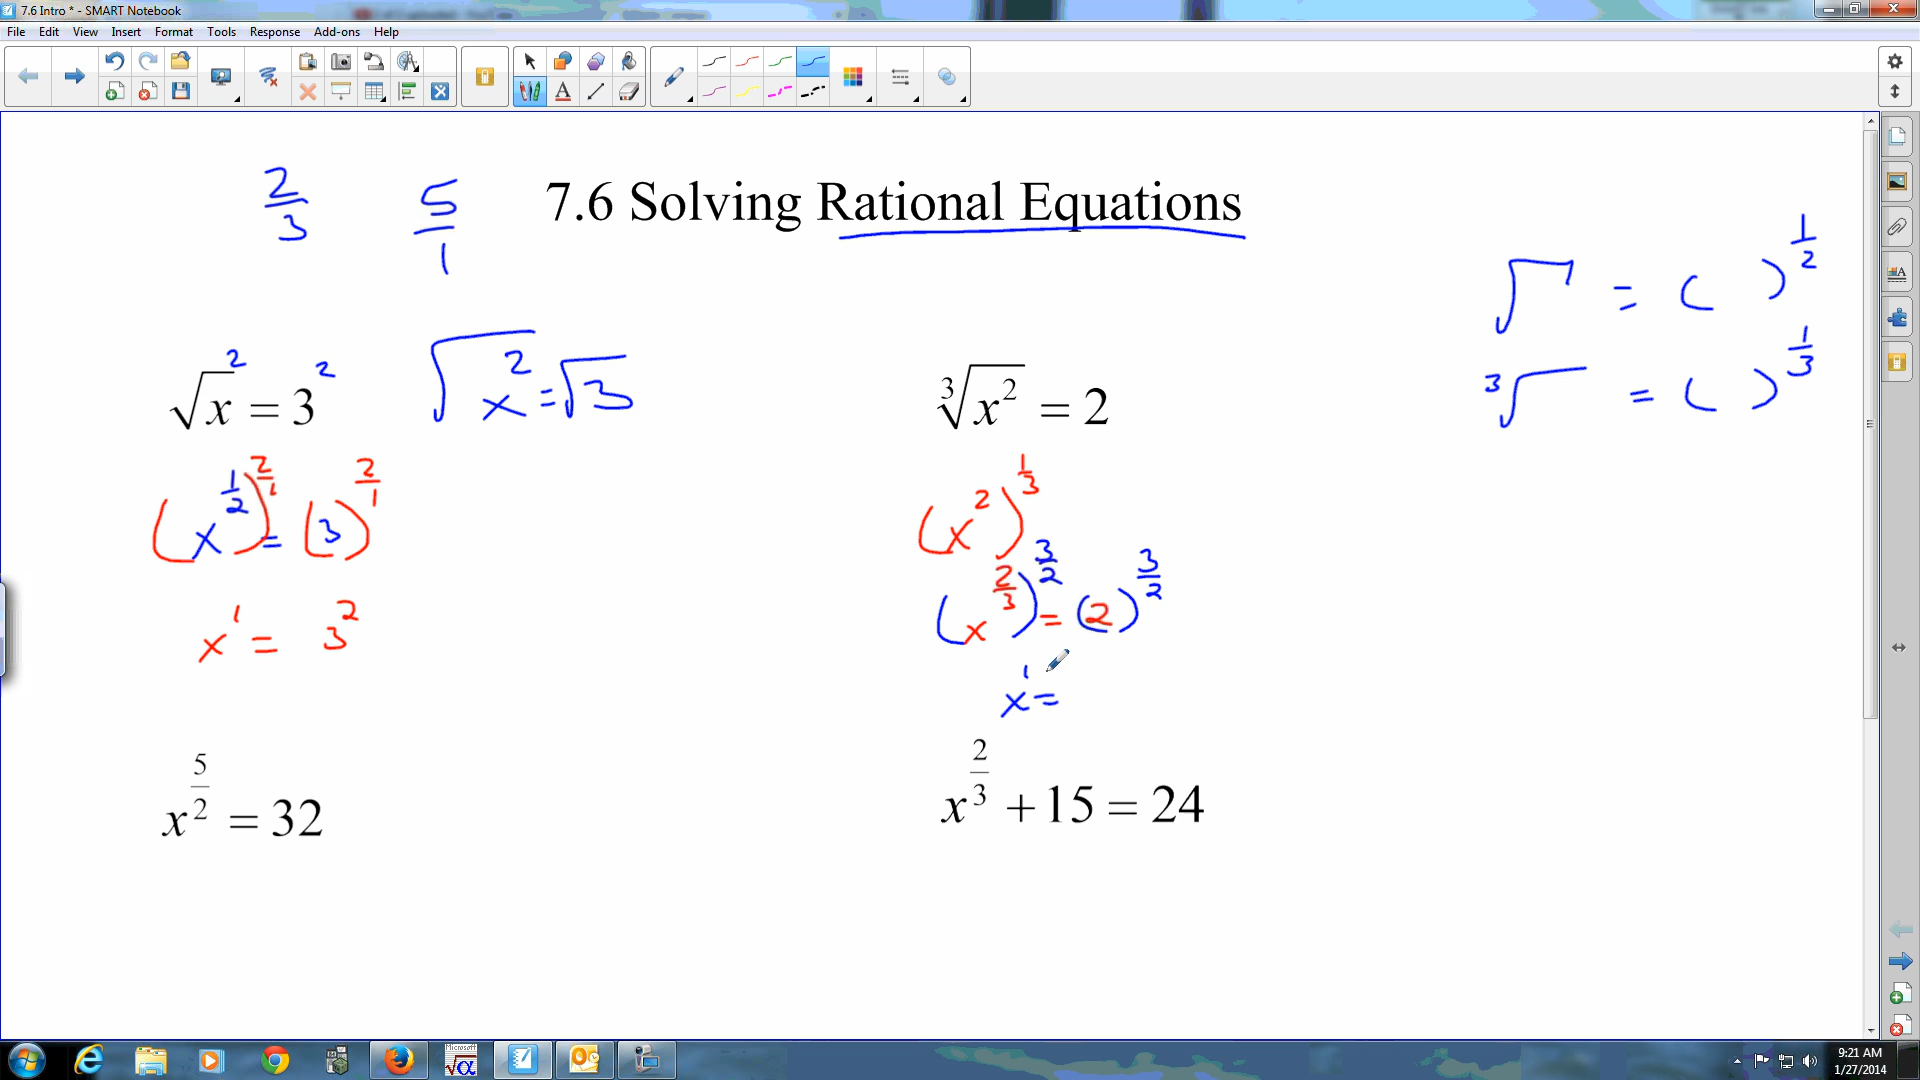 7.6 Intro * - SMART Notebook
File Edit View Insert Format Tools Response Add-ons Help
2/3 5/1 7.6 Solving Rational Equations
√ = ( )^(1/2)
³√ = ( )^(1/3)
√x² = 3² √x² = √3
³√x² = 2
(x^(1/2))^(2/1) = (3)^(2/1)
(x²)^(1/3)
(x^(2/3))^(3/2) = (2)^(3/2)
x¹ = 3²
x¹ =
x^(5/2) = 32
x^(2/3) + 15 = 24
Microsoft
√α
9:21 AM
1/27/2014